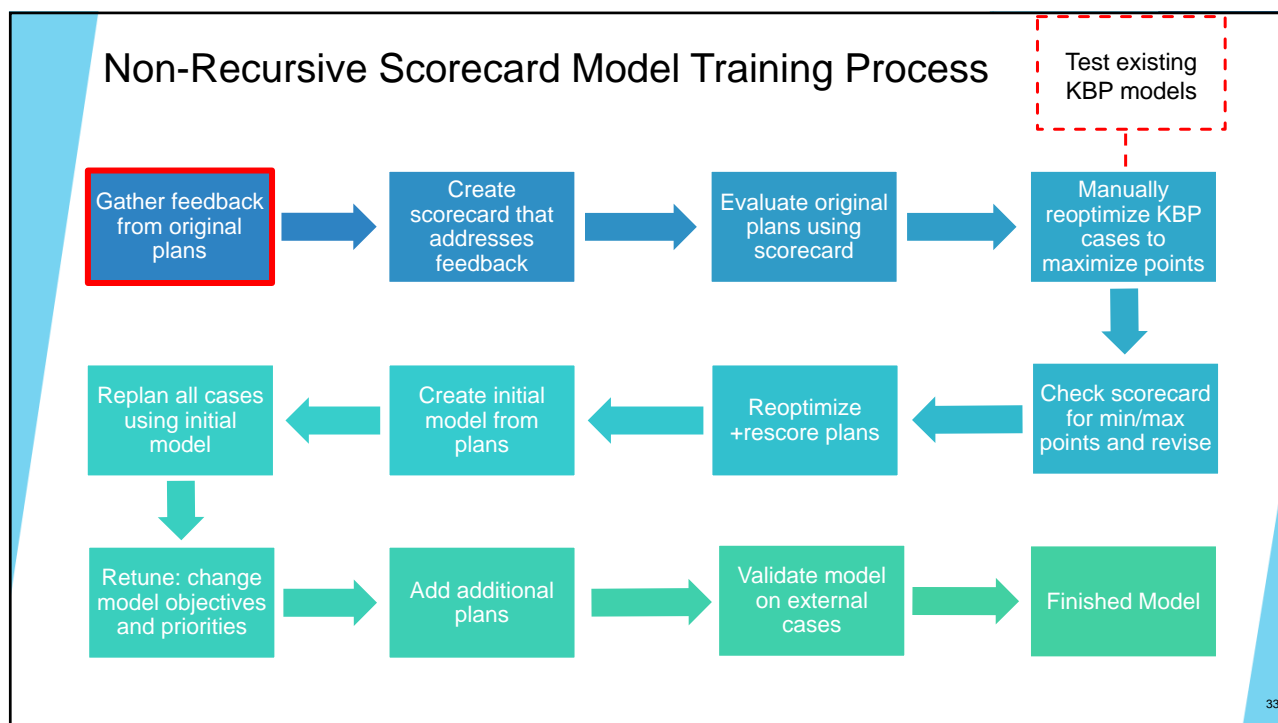 Non-Recursive Scorecard Model Training Process
Test existing
KBP models
Gather feedback
from original
plans
Create
scorecard that
addresses
feedback
Evaluate original
plans using
scorecard
Manually
reoptimize KBP
cases to
maximize points
Check scorecard
for min/max
points and revise
Reoptimize
+rescore plans
Create initial
model from
plans
Replan all cases
using initial
model
Retune: change
model objectives
and priorities
Add additional
plans
Validate model
on external
cases
Finished Model
33